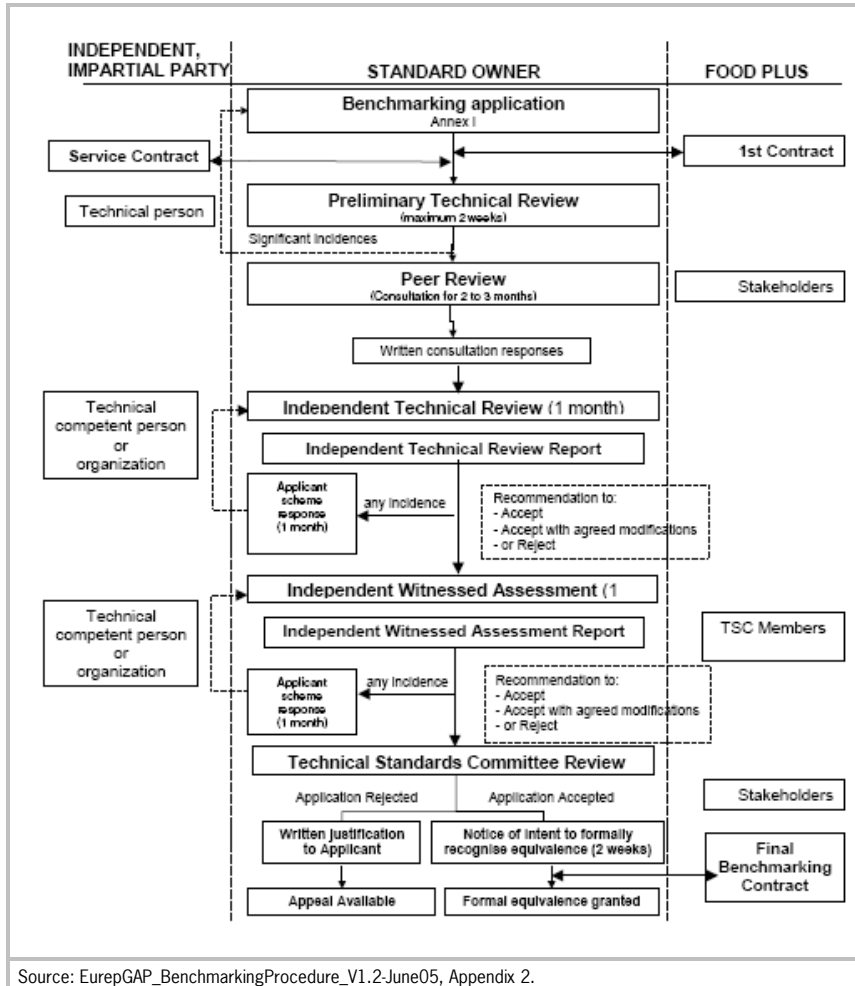 INDEPENDENT,
IMPARTIAL PARTY
STANDARD OWNER
FOOD PLUS
Benchmarking application
Annex I
Service Contract
1st Contract
Technical person
Preliminary Technical Review
(maximum 2 weeks)
Significant Incidences
Peer Review
(Consultation for 2 to 3 months)
Stakeholders
Written consultation responses
Technical
competent person
or
organization
Independent Technical Review (1 month)
Independent Technical Review Report
Applicant
scheme
response
(1 month)
any Incidence
Recommendation to:
- Accept
- Accept with agreed modifications
- or Reject
Independent Witnessed Assessment (1
Technical
competent person
or
organization
Independent Witnessed Assessment Report
TSC Members
Applicant
scheme
response
(1 month)
any Incidence
Recommendation to:
- Accept
- Accept with agreed modifications
- or Reject
Technical Standards Committee Review
Application Rejected
Application Accepted
Stakeholders
Written justification
to Applicant
Notice of Intent to formally
recognise equivalence (2 weeks)
Final
Benchmarking
Contract
Appeal Available
Formal equivalence granted
Source: EurepGAP_BenchmarkingProcedure_V1.2-June05, Appendix 2.